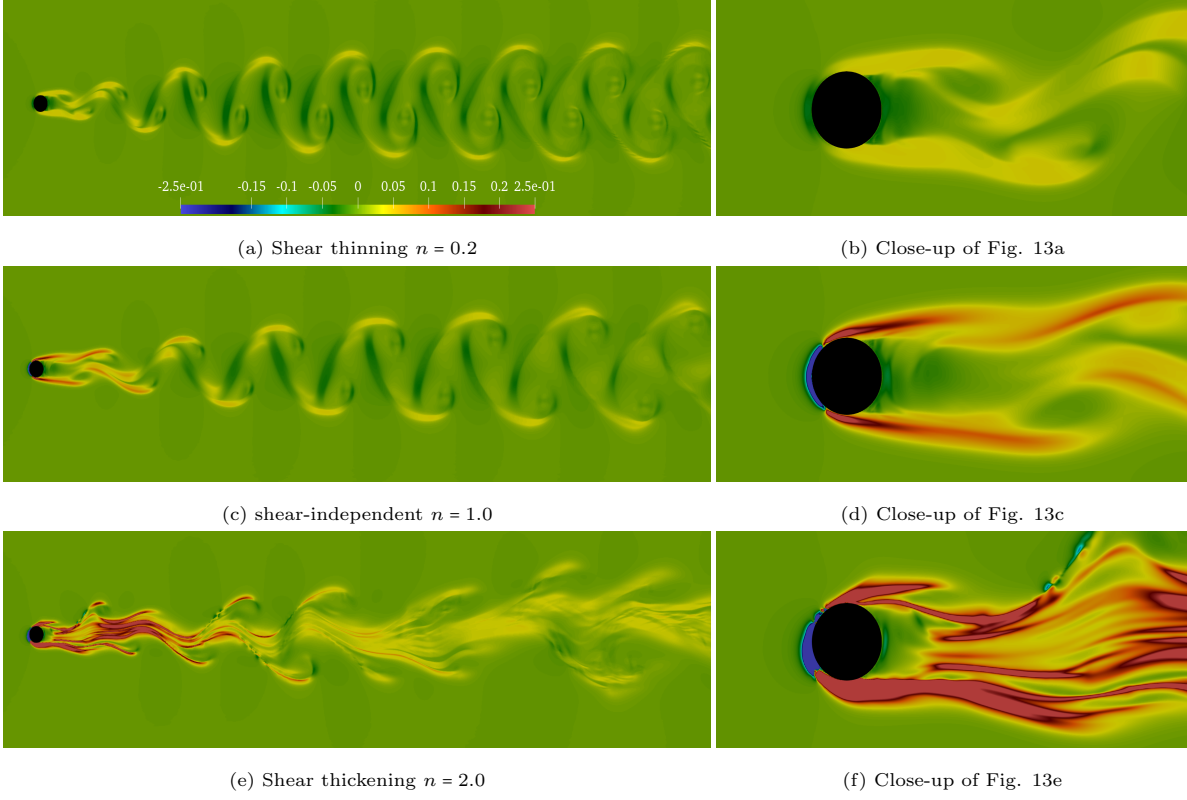 -2.5e-01 -0.15 -0.1 -0.05 0 0.05 0.1 0.15 0.2 2.5e-01
(a) Shear thinning n = 0.2
(b) Close-up of Fig. 13a
(c) shear-independent n = 1.0
(d) Close-up of Fig. 13c
(e) Shear thickening n = 2.0
(f) Close-up of Fig. 13e